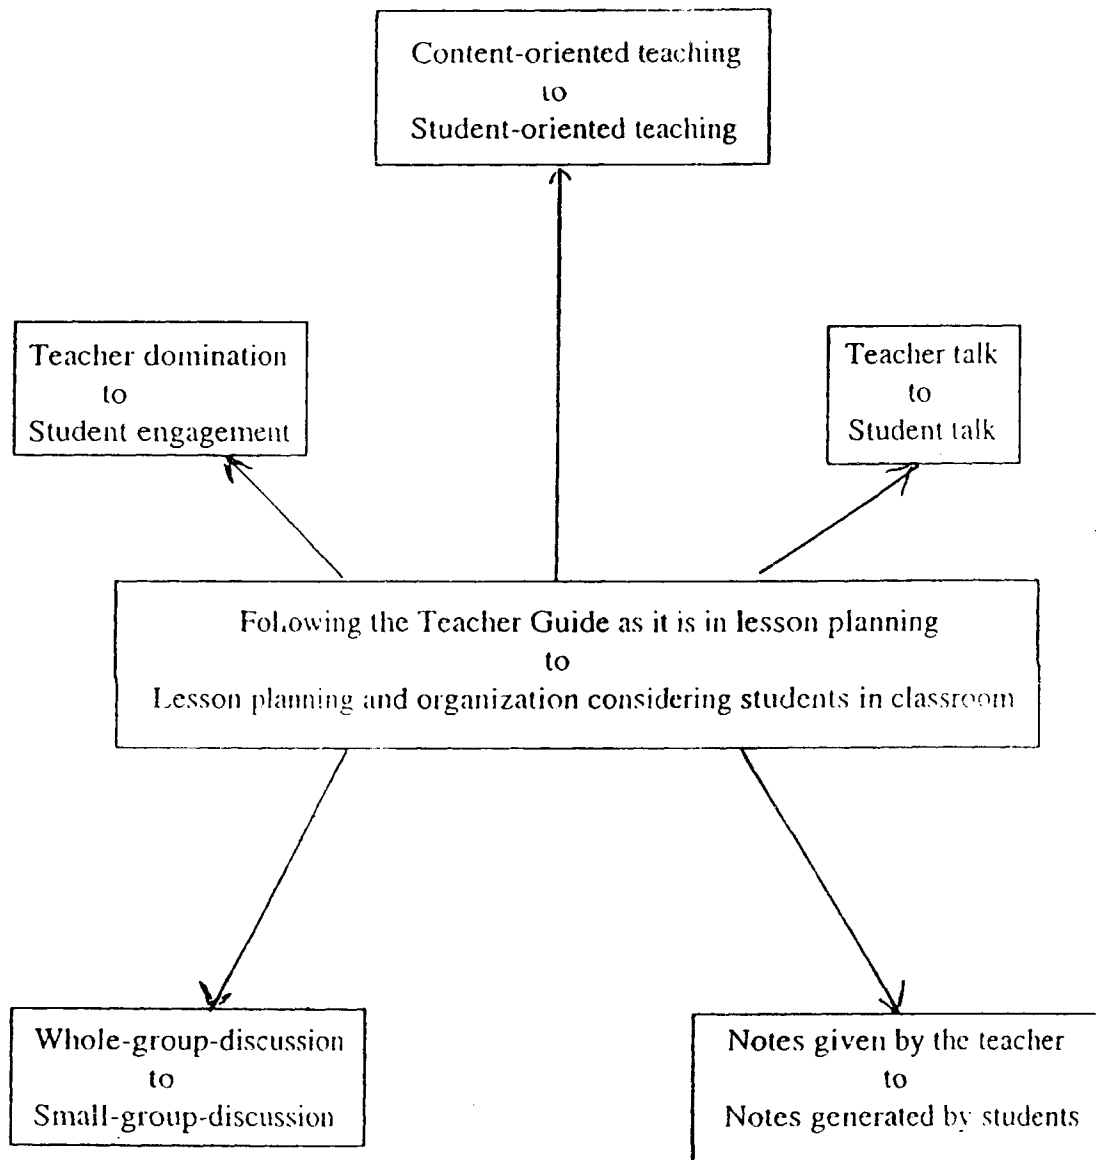 Content-oriented teaching
to
Student-oriented teaching
Teacher domination
to
Student engagement
Teacher talk
to
Student talk
Following the Teacher Guide as it is in lesson planning
to
Lesson planning and organization considering students in classroom
Whole-group-discussion
to
Small-group-discussion
Notes given by the teacher
to
Notes generated by students